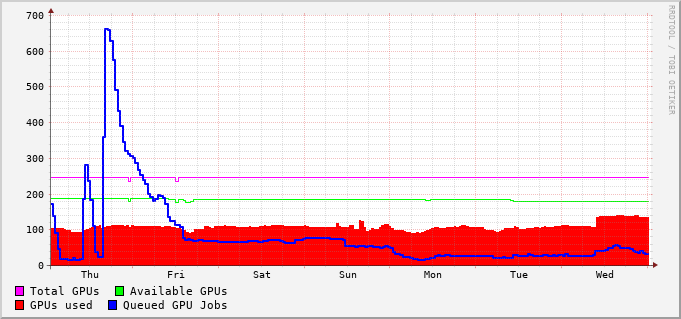 700
600
500
400
300
200
100
0
Thu Fri Sat Sun Mon Tue Wed
Total GPUs Available GPUs
GPUs used Queued GPU Jobs
RRDTOOL / TOBI OETIKER